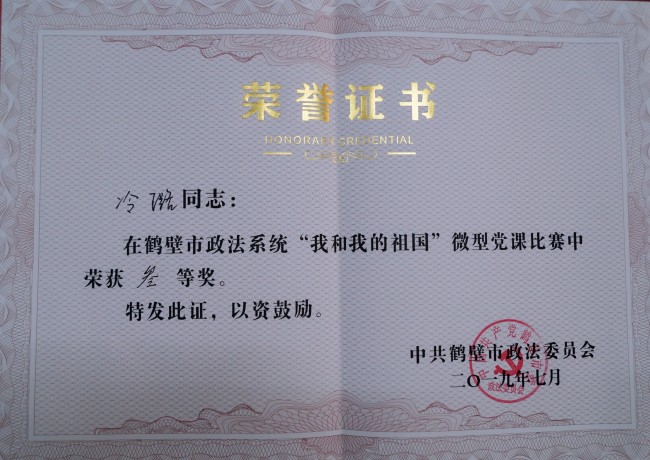 荣誉证书
HONORARY CREDENTIAL
冷璐同志：
在鹤壁市政法系统“我和我的祖国”微型党课比赛中
荣获 叁 等奖。
特发此证，以资鼓励。
中共鹤壁市政法委员会
二〇一九年七月